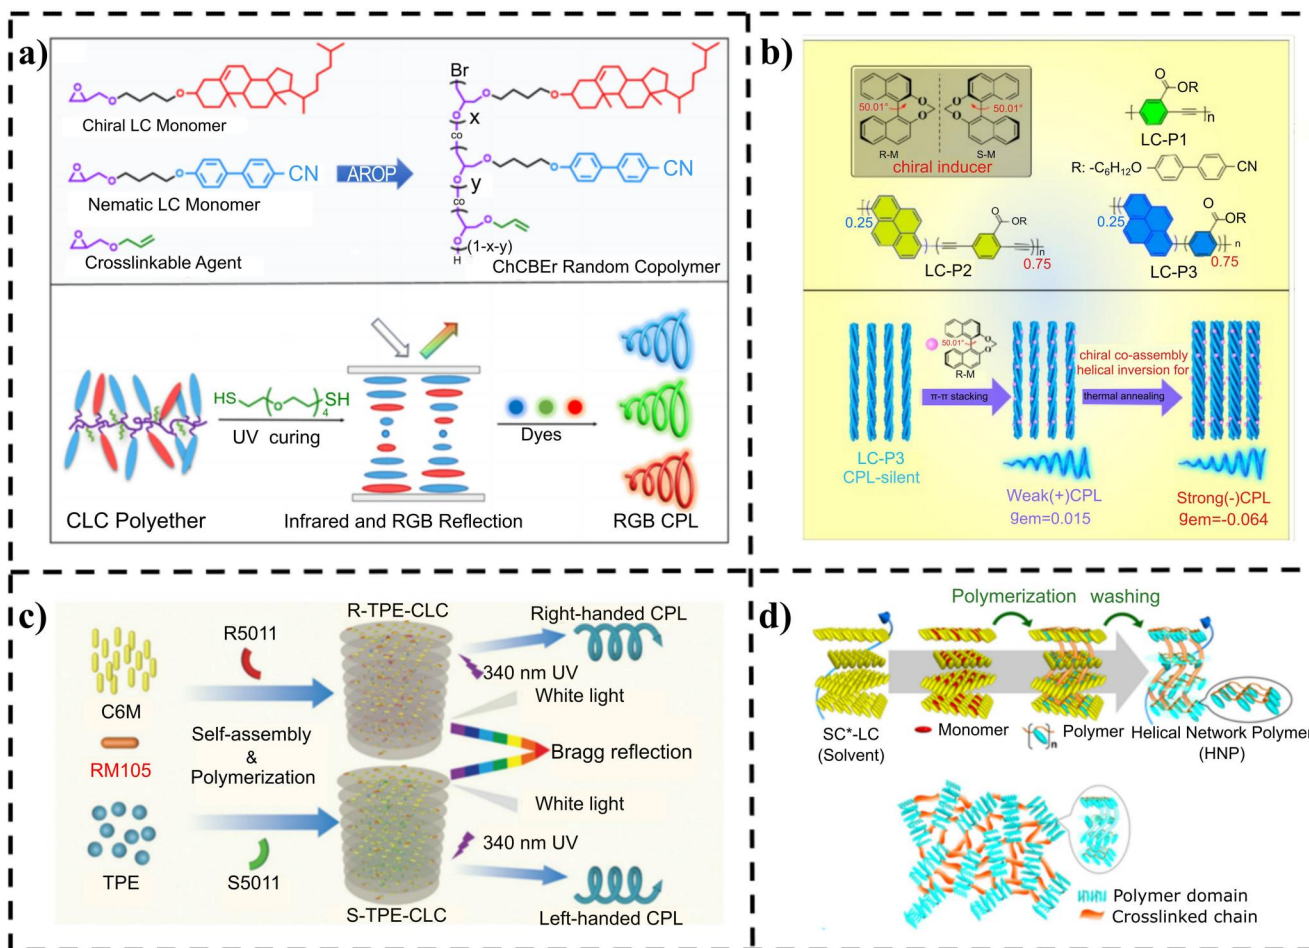 a)
O
O
O
Chiral LC Monomer
O
O
O
CN
Nematic LC Monomer
O
O
Crosslinkable Agent
AROP
Br
O
O
O
x
co
O
O
CN
O
y
co
O
O
(1-x-y)
H
ChCBEr Random Copolymer
CLC Polyether
HS
O
SH
4
UV curing
Infrared and RGB Reflection
Dyes
RGB CPL
b)
50.01°
O
O
R-M
O
O
50.01°
S-M
chiral inducer
O
OR
n
LC-P1
R: -C6H12O
CN
0.25
O
OR
n
0.75
LC-P2
0.25
O
OR
n
0.75
LC-P3
50.01°
O
O
R-M
π-π stacking
chiral co-assembly
helical inversion for
thermal annealing
LC-P3
CPL-silent
Weak(+)CPL
gem=0.015
Strong(-)CPL
gem=-0.064
c)
C6M
RM105
TPE
R5011
Self-assembly
&
Polymerization
S5011
R-TPE-CLC
S-TPE-CLC
Right-handed CPL
340 nm UV
White light
Bragg reflection
White light
340 nm UV
Left-handed CPL
d)
Polymerization washing
SC*-LC
(Solvent)
Monomer
n
Polymer
Helical Network Polymer
(HNP)
Polymer domain
Crosslinked chain